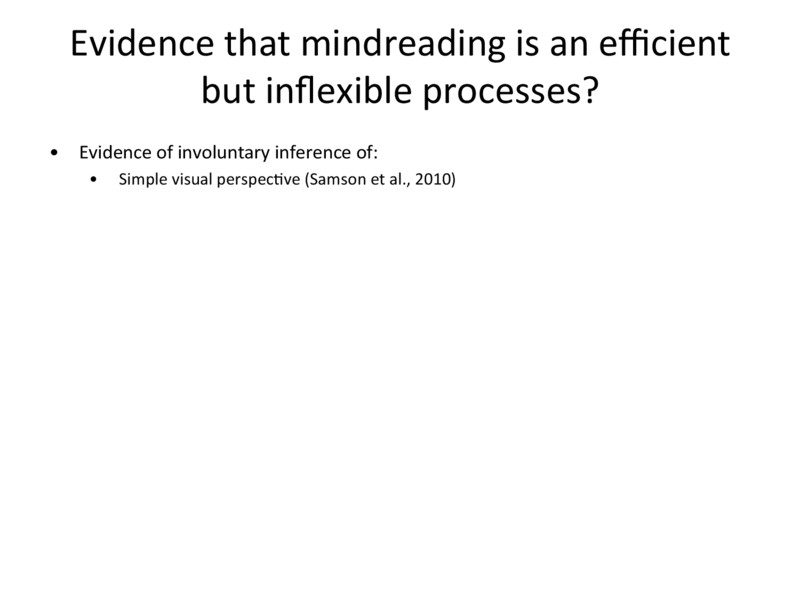 Evidence that mindreading is an efficient
but inflexible processes?
• Evidence of involuntary inference of:
• Simple visual perspective (Samson et al., 2010)